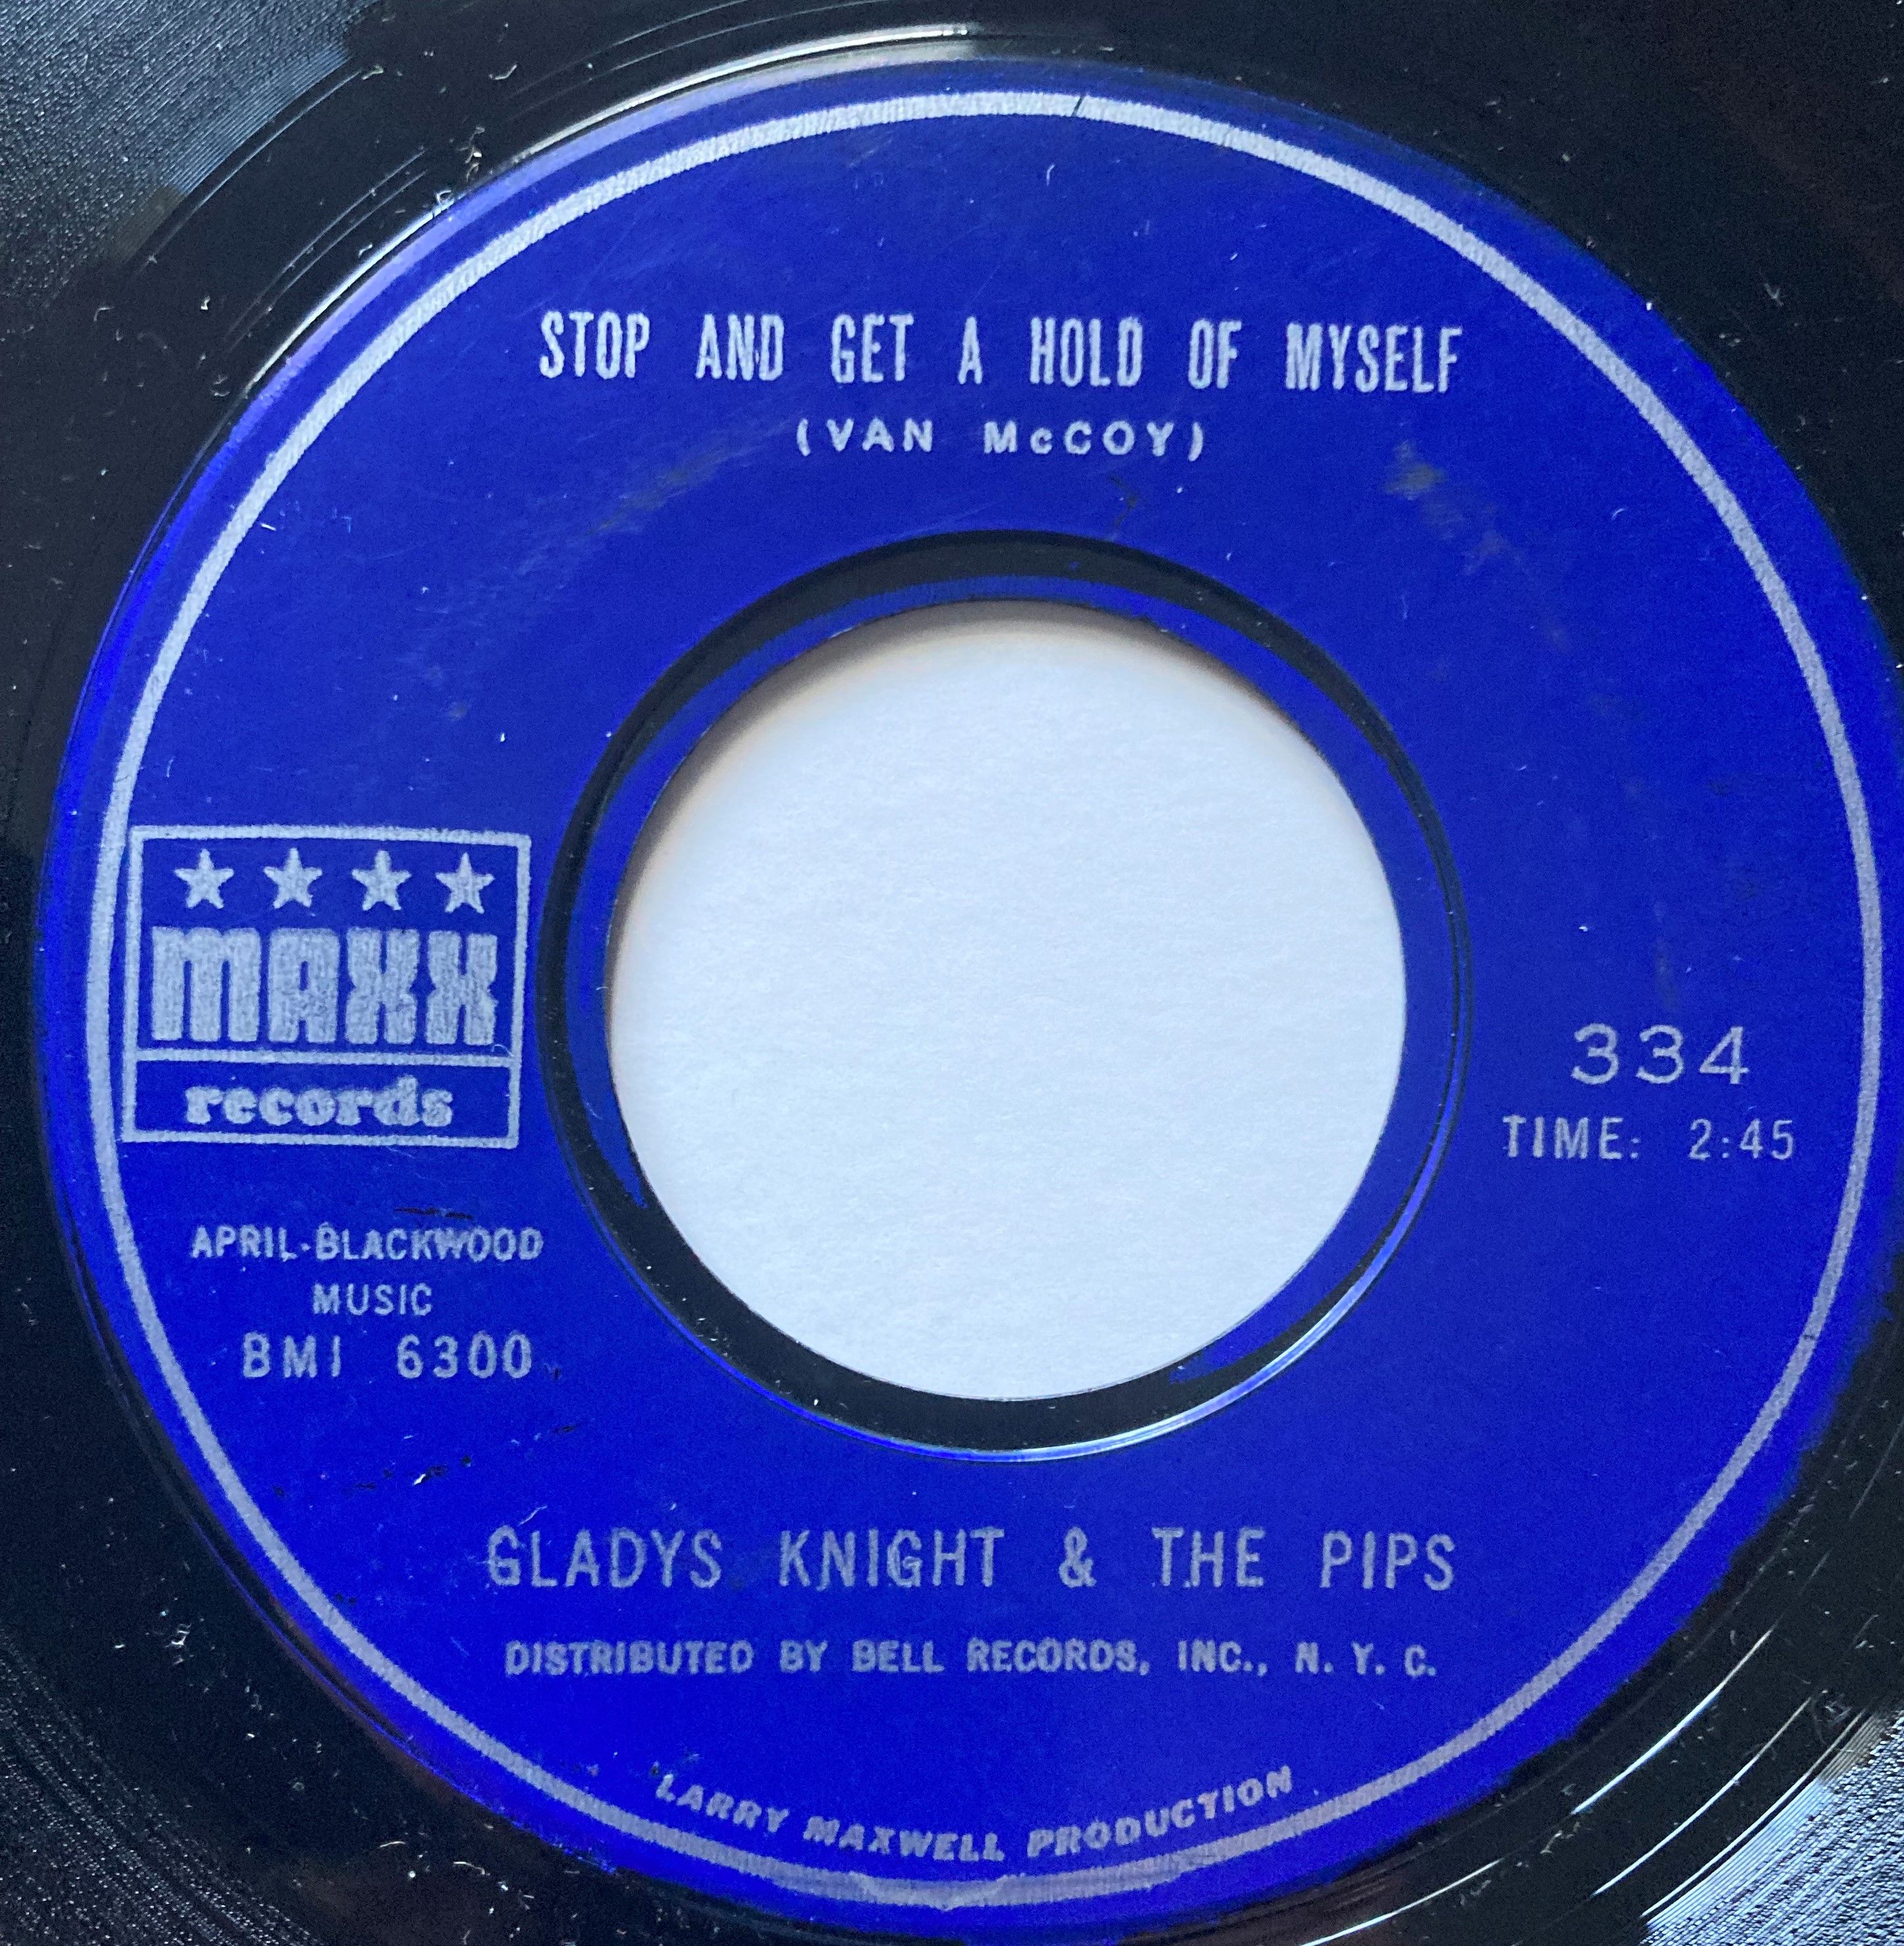 STOP AND GET A HOLD OF MYSELF
(VAN McCOY)
MAXX
records
334
TIME: 2:45
APRIL-BLACKWOOD
MUSIC
BMI 6300
GLADYS KNIGHT & THE PIPS
DISTRIBUTED BY BELL RECORDS, INC., N. Y. C.
LARRY MAXWELL PRODUCTION